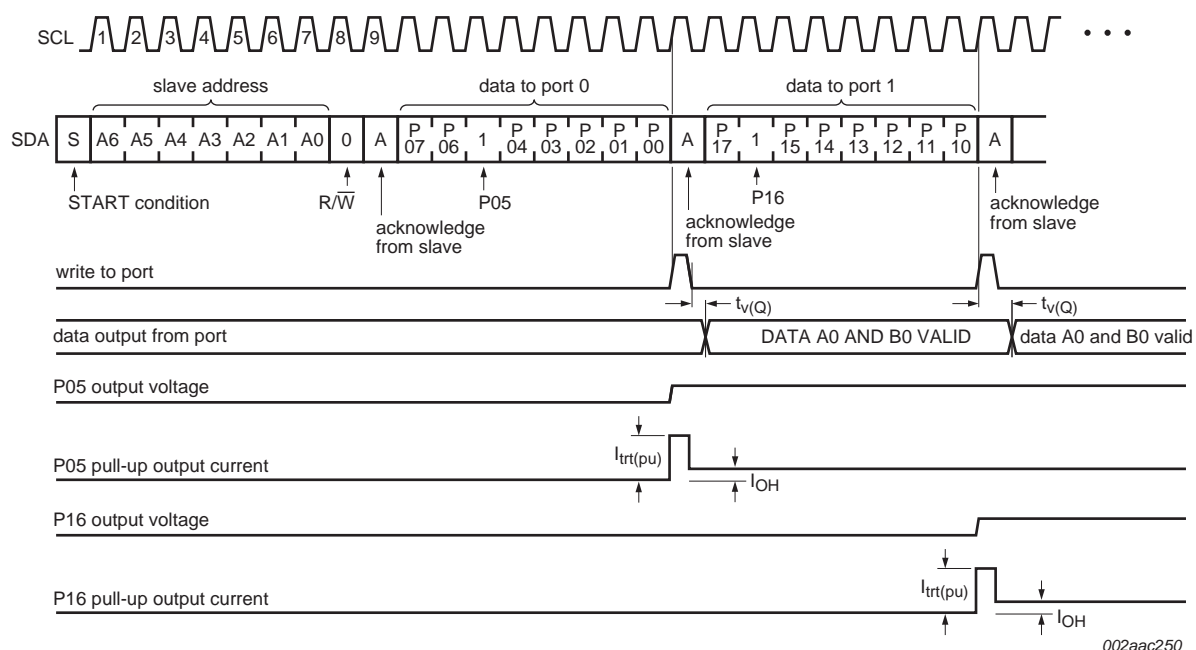 SCL 1 2 3 4 5 6 7 8 9 • • •
slave address data to port 0 data to port 1
SDA S A6 A5 A4 A3 A2 A1 A0 0 A P07 P06 1 P04 P03 P02 P01 P00 A P17 1 P15 P14 P13 P12 P11 P10 A
START condition R/W̅ P05 P16
acknowledge from slave
acknowledge from slave
acknowledge from slave
write to port
tv(Q) tv(Q)
data output from port DATA A0 AND B0 VALID data A0 and B0 valid
P05 output voltage
Itrt(pu)
P05 pull-up output current
IOH
P16 output voltage
Itrt(pu)
P16 pull-up output current
IOH
002aac250